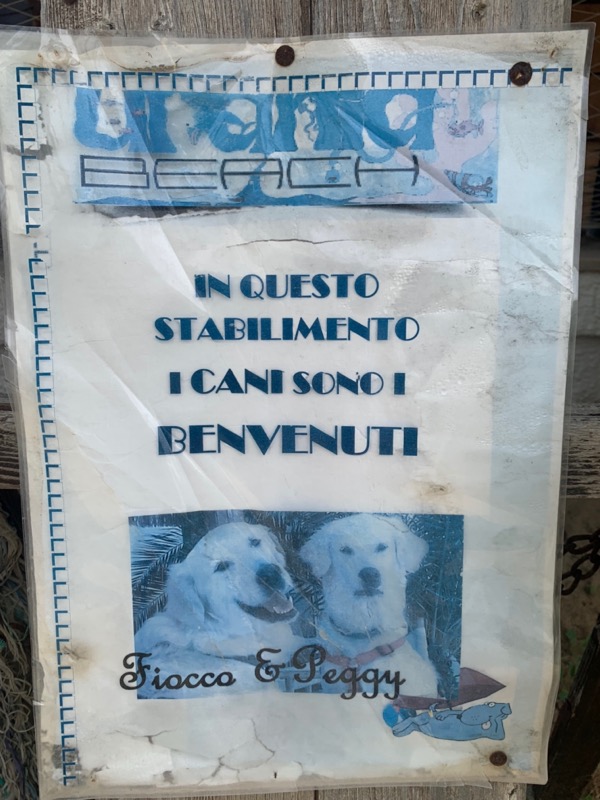 BEACH
IN QUESTO
STABILIMENTO
I CANI SONO I
BENVENUTI
Fiocco & Peggy